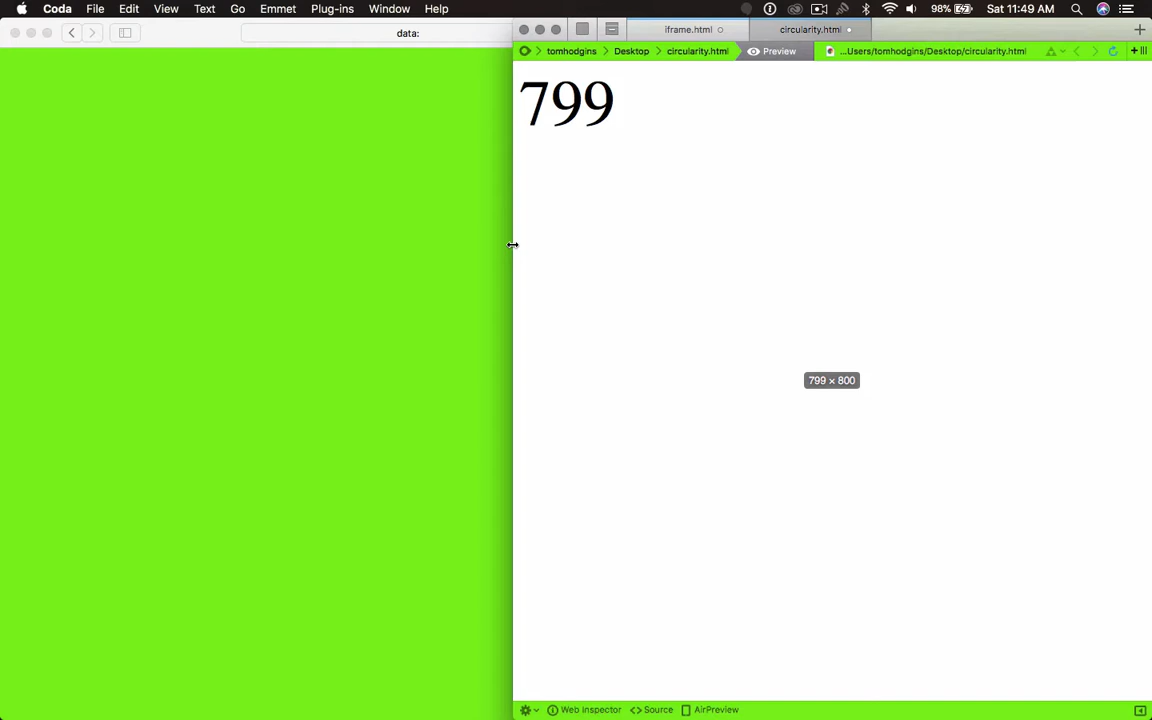 Coda File Edit View Text Go Emmet Plug-ins Window Help 98% Sat 11:49 AM
data:
iframe.html circularity.html
tomhodgins Desktop circularity.html Preview ...Users/tomhodgins/Desktop/circularity.html
799
799 × 800
Web Inspector Source AirPreview